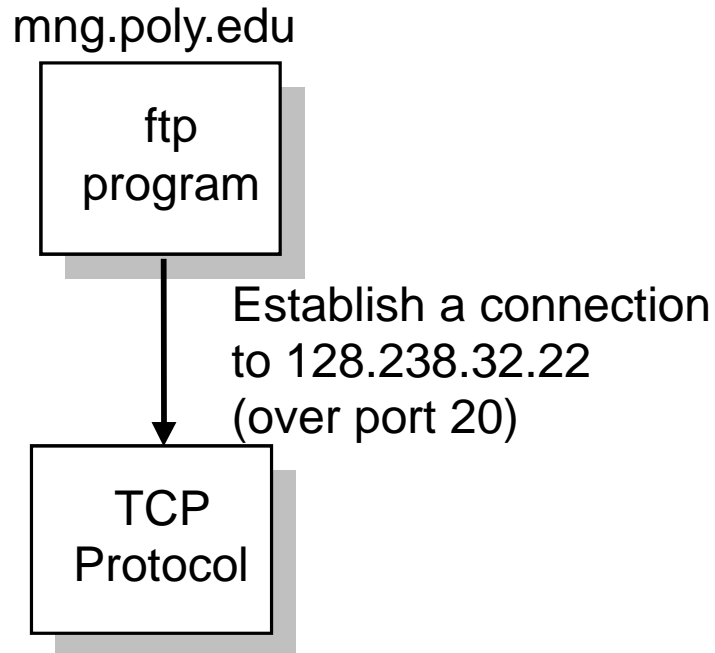 mng.poly.edu
ftp
program
Establish a connection
to 128.238.32.22
(over port 20)
TCP
Protocol